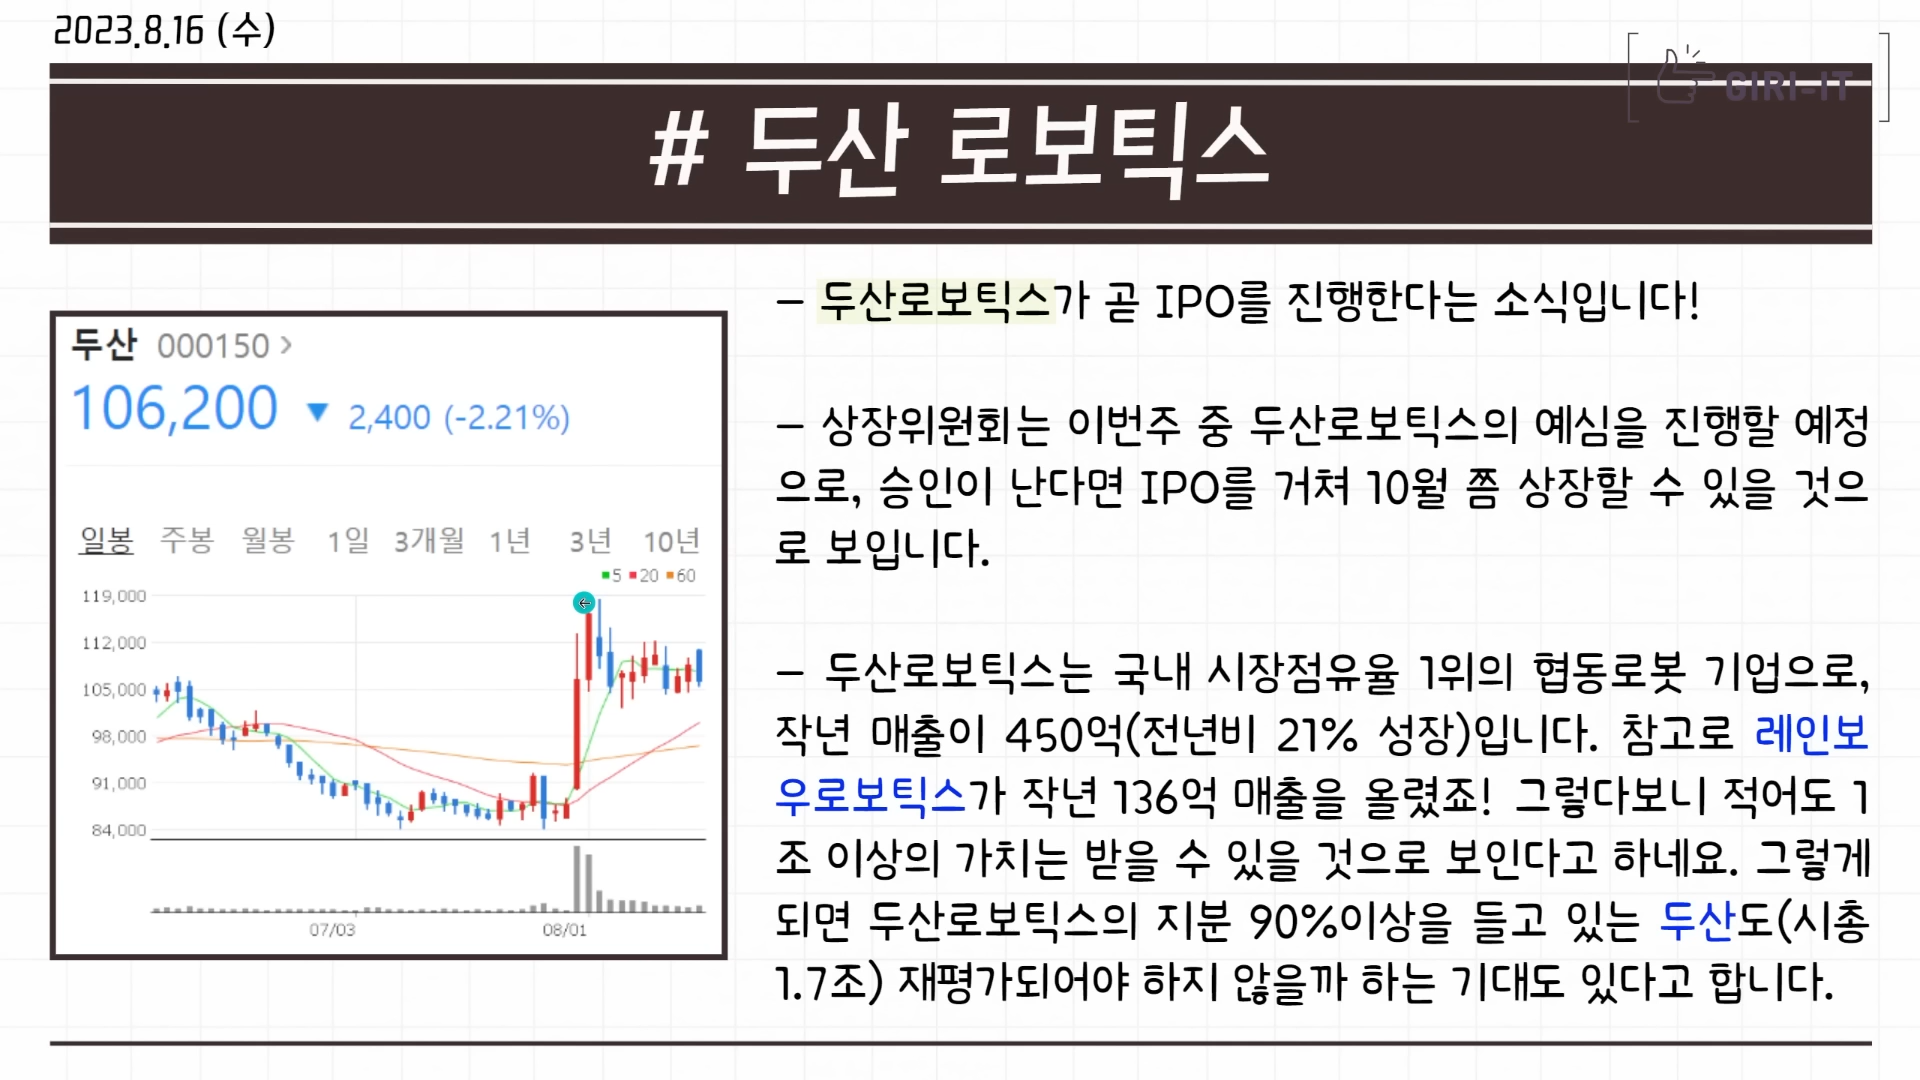 2023.8.16 (수)
GIRI-IT
# 두산 로보틱스
두산 000150 >
106,200 ▼ 2,400 (-2.21%)
일봉 주봉 월봉 1일 3개월 1년 3년 10년
5 20 60
119,000
112,000
105,000
98,000
91,000
84,000
07/03 08/01
- 두산로보틱스가 곧 IPO를 진행한다는 소식입니다!
- 상장위원회는 이번주 중 두산로보틱스의 예심을 진행할 예정
으로, 승인이 난다면 IPO를 거쳐 10월 쯤 상장할 수 있을 것으
로 보입니다.
- 두산로보틱스는 국내 시장점유율 1위의 협동로봇 기업으로,
작년 매출이 450억(전년비 21% 성장)입니다. 참고로 레인보
우로보틱스가 작년 136억 매출을 올렸죠! 그렇다보니 적어도 1
조 이상의 가치는 받을 수 있을 것으로 보인다고 하네요. 그렇게
되면 두산로보틱스의 지분 90%이상을 들고 있는 두산도(시총
1.7조) 재평가되어야 하지 않을까 하는 기대도 있다고 합니다.